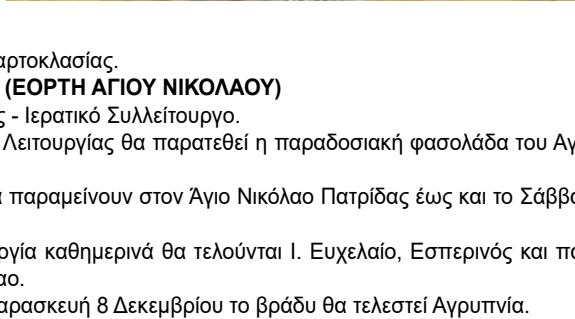 αρτοκλασίας.
(ΕΟΡΤΗ ΑΓΙΟΥ ΝΙΚΟΛΑΟΥ)
ς - Ιερατικό Συλλείτουργο.
Λειτουργίας θα παρατεθεί η παραδοσιακή φασολάδα του Αγ
παραμείνουν στον Άγιο Νικόλαο Πατρίδας έως και το Σάββα
ργία καθημερινά θα τελούνται Ι. Ευχελαίο, Εσπερινός και πα
αο.
αρασκευή 8 Δεκεμβρίου το βράδυ θα τελεστεί Αγρυπνία.